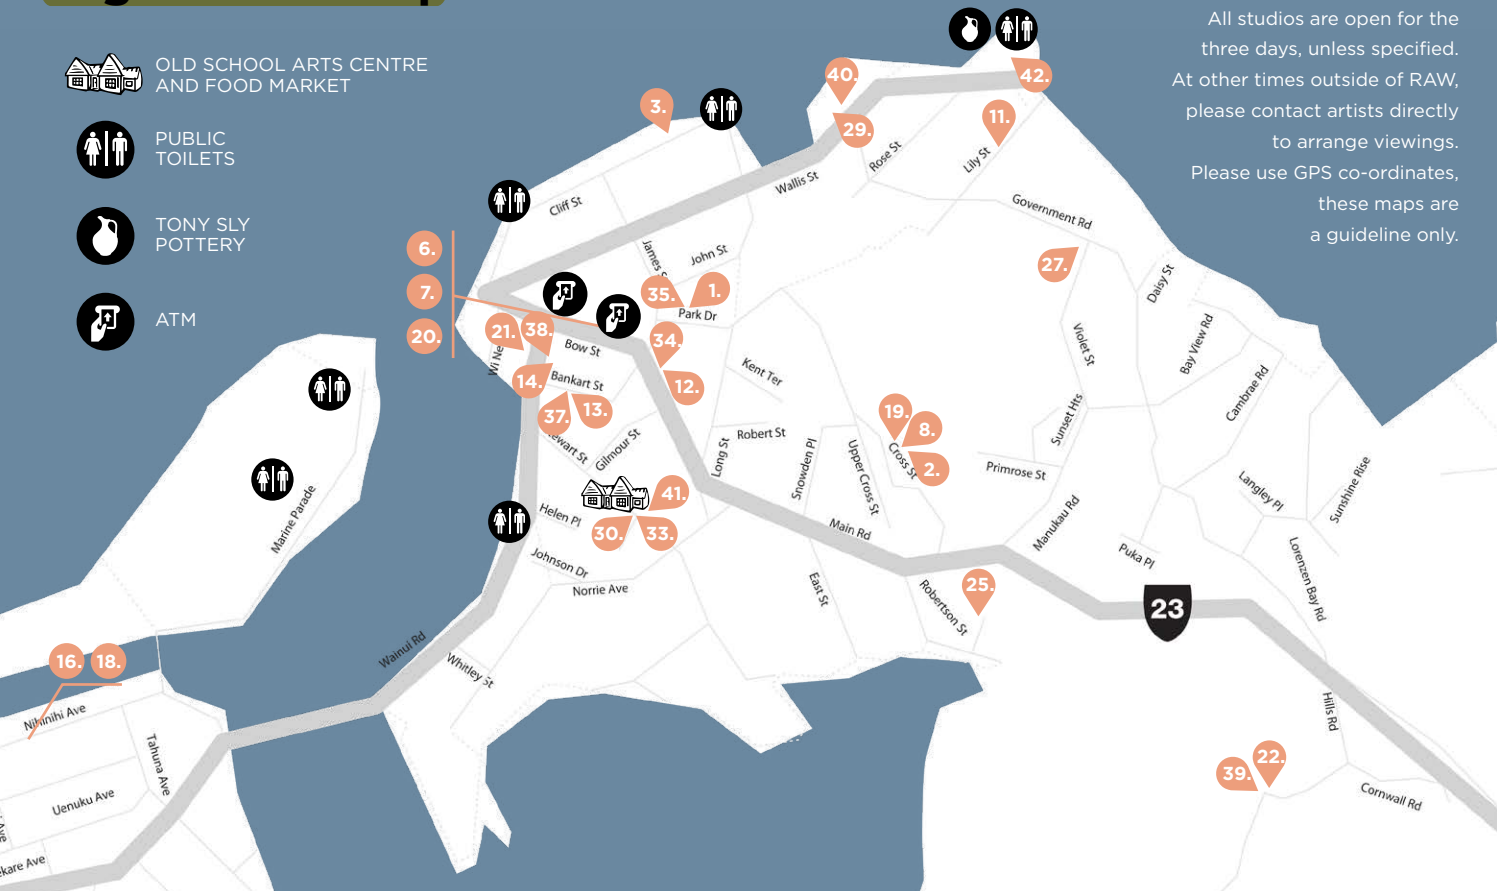 OLD SCHOOL ARTS CENTRE
AND FOOD MARKET
PUBLIC
TOILETS
TONY SLY
POTTERY
ATM
All studios are open for the
three days, unless specified.
At other times outside of RAW,
please contact artists directly
to arrange viewings.
Please use GPS co-ordinates,
these maps are
a guideline only.
40.
42.
3.
29.
11.
Rose St
Lily St
Wallis St
Cliff St
Government Rd
6.
7.
20.
James S
John St
27.
35.
1.
Park Dr
Daisy St
21.
38.
Wi Ne
Bow St
34.
Violet St
Bay View Rd
14.
Bankart St
12.
Kent Ter
Cambrae Rd
37.
13.
19.
8.
2.
Cross St
Sunset Hts
ewart St
Gilmour St
Long St
Robert St
Snowden Pl
Upper Cross St
Primrose St
Langley Pl
Sunshine Rise
41.
30.
33.
Marine Parade
Helen Pl
Main Rd
Manukau Rd
Puka Pl
Lorenzen Bay Rd
Johnson Dr
Norrie Ave
East St
Robertson St
25.
23
16.
18.
Wainui Rd
Whitley St
Nihinihi Ave
Tahuna Ave
Hills Rd
39.
22.
Uenuku Ave
Cornwall Rd
Ave
kare Ave